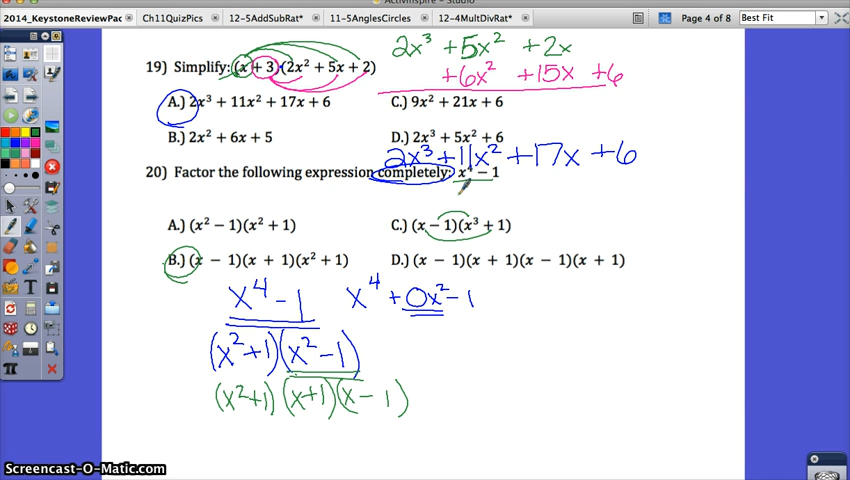 ActivInspire - Studio
2014_KeystoneReviewPac Ch11QuizPics 12-5AddSubRat* 11-5AnglesCircles 12-4MultDivRat* Page 4 of 8 Best Fit
2x³ +5x² +2x
19) Simplify: (x + 3)·(2x² + 5x + 2) +6x² +15x +6
A.) 2x³ + 11x² + 17x + 6 C.) 9x² + 21x + 6
B.) 2x² + 6x + 5 D.) 2x³ + 5x² + 6
2x³ +11x² +17x +6
20) Factor the following expression completely: x⁴ − 1
A.) (x² − 1)(x² + 1) C.) (x − 1)(x³ + 1)
B.) (x − 1)(x + 1)(x² + 1) D.) (x − 1)(x + 1)(x − 1)(x + 1)
x⁴ -1 x⁴ + 0x² -1
(x²+1)(x² -1)
(x²+1)(x+1)(x - 1)
Screencast-O-Matic.com